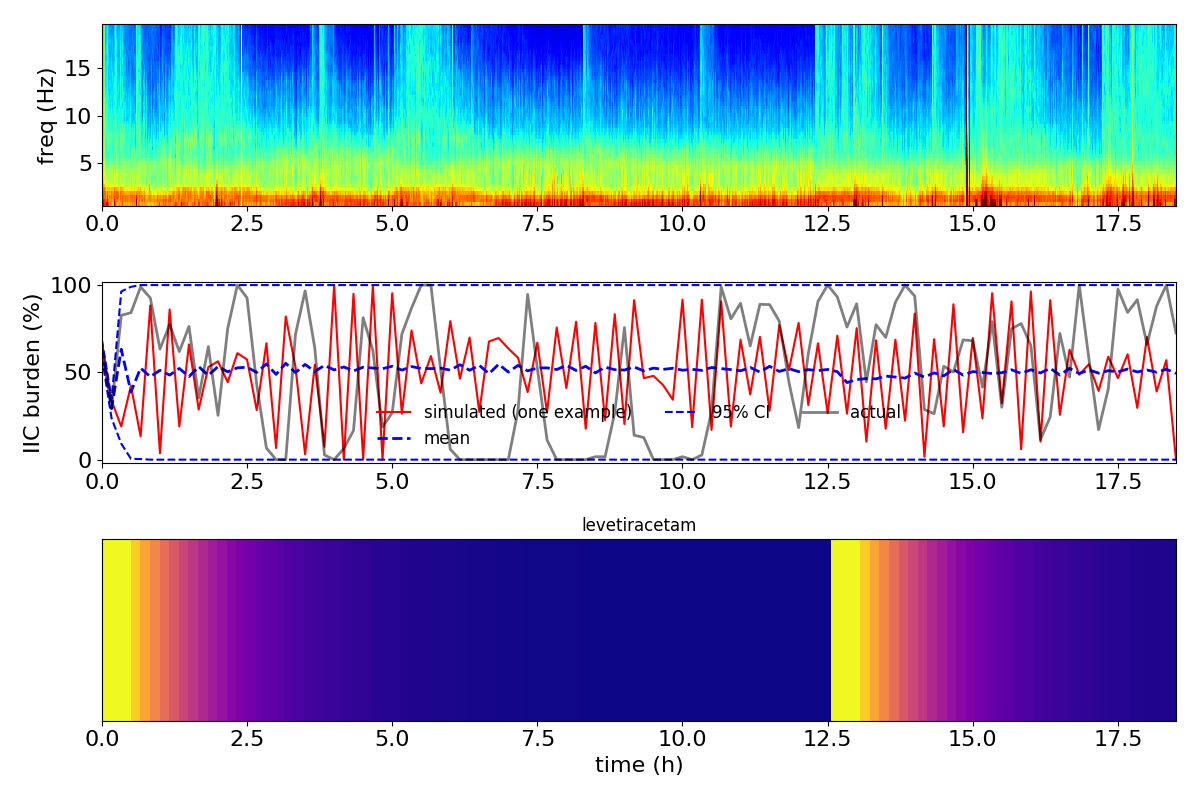 freq (Hz)
15
10
5
0.0 2.5 5.0 7.5 10.0 12.5 15.0 17.5
IIC burden (%)
100
50
0
simulated (one example) 95% CI actual
mean
0.0 2.5 5.0 7.5 10.0 12.5 15.0 17.5
levetiracetam
0.0 2.5 5.0 7.5 10.0 12.5 15.0 17.5
time (h)